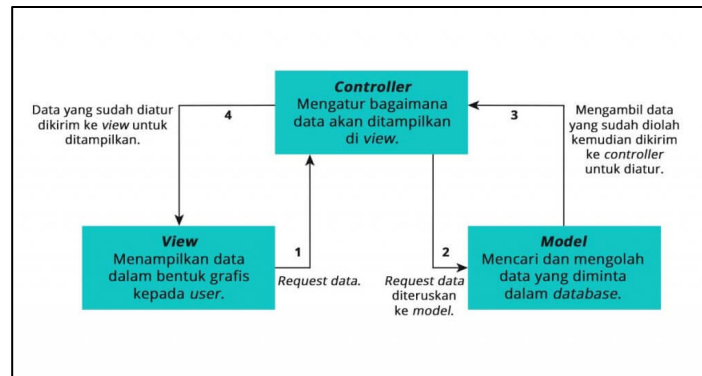 Controller
Mengatur bagaimana
data akan ditampilkan
di view.
Data yang sudah diatur
dikirim ke view untuk
ditampilkan.
4
3
Mengambil data
yang sudah diolah
kemudian dikirim
ke controller
untuk diatur.
View
Menampilkan data
dalam bentuk grafis
kepada user.
1
Request data.
2
Request data
diteruskan
ke model.
Model
Mencari dan mengolah
data yang diminta
dalam database.